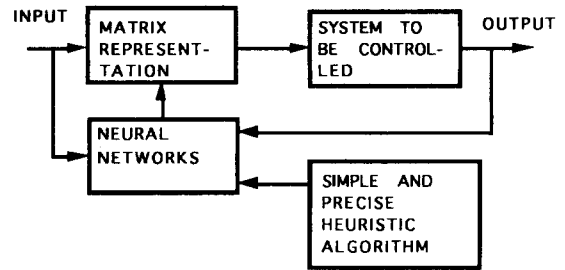 INPUT
MATRIX
REPRESENT-
TATION
SYSTEM TO
BE CONTROL-
LED
OUTPUT
NEURAL
NETWORKS
SIMPLE AND
PRECISE
HEURISTIC
ALGORITHM